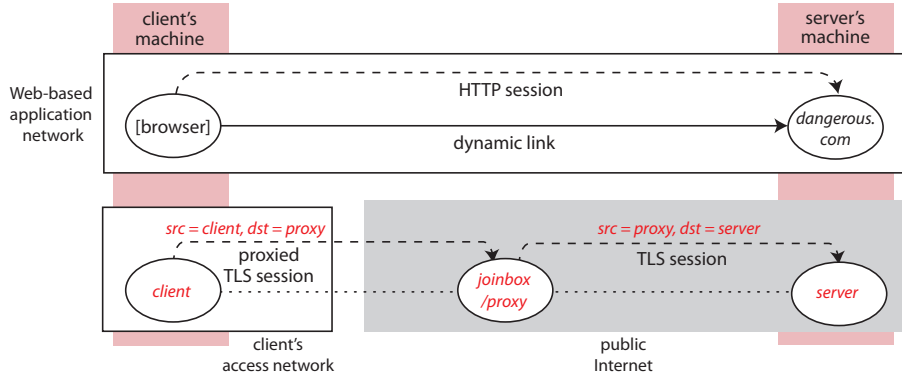 client's
machine
server's
machine
Web-based
application
network
HTTP session
[browser]
dynamic link
dangerous.
com
src = client, dst = proxy
proxied
TLS session
src = proxy, dst = server
TLS session
client
joinbox
/proxy
server
client's
access network
public
Internet